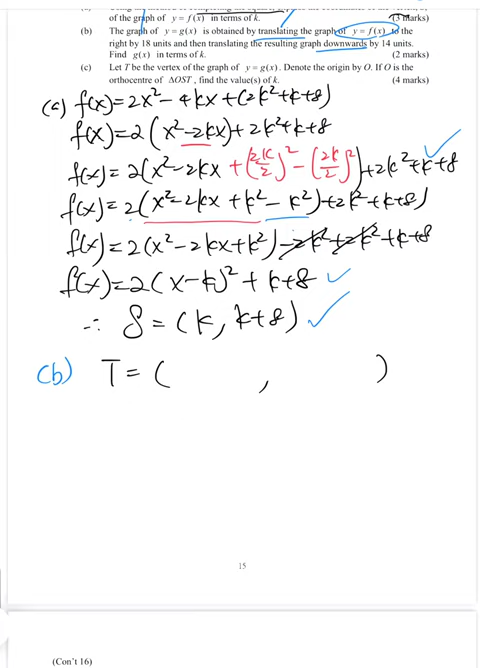 of the graph of y = f(x) in terms of k. (3 marks)
(b) The graph of y = g(x) is obtained by translating the graph of y = f(x) to the
right by 18 units and then translating the resulting graph downwards by 14 units.
Find g(x) in terms of k. (2 marks)
(c) Let T be the vertex of the graph of y = g(x). Denote the origin by O. If O is the
orthocentre of ΔOST, find the value(s) of k. (4 marks)
(a) f(x)=2x²-4kx+(2k²+k+8)
f(x)=2(x²-2kx)+2k²+k+8
f(x)=2(x²-2kx+(2k/2)²-(2k/2)²)+2k²+k+8
f(x)=2(x²-2kx+k²-k²)+2k²+k+8)
f(x)=2(x²-2kx+k²)-2k²+2k²+k+8
f(x)=2(x-k)²+k+8 ✓
∴ S=(k, k+8) ✓
(b) T=( , )
15
(Con't 16)